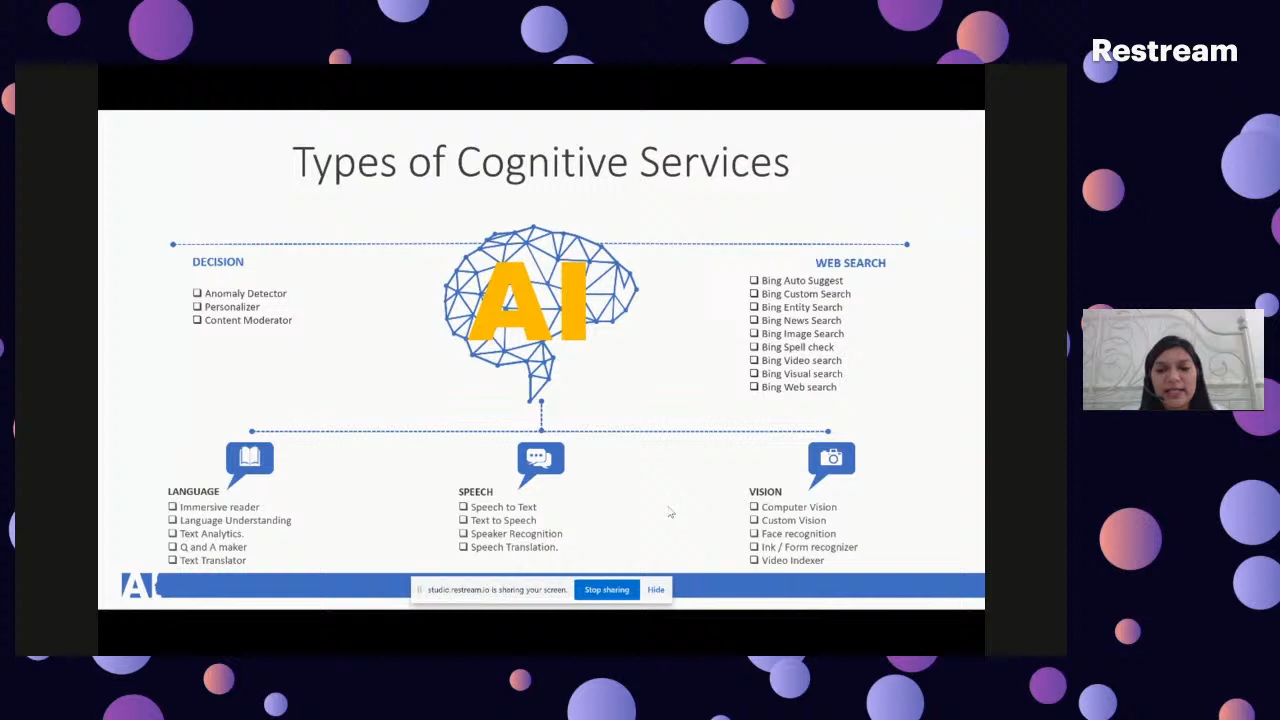 Restream
Types of Cognitive Services
DECISION
Anomaly Detector
Personalizer
Content Moderator
AI
WEB SEARCH
Bing Auto Suggest
Bing Custom Search
Bing Entity Search
Bing News Search
Bing Image Search
Bing Spell check
Bing Video search
Bing Visual search
Bing Web search
LANGUAGE
Immersive reader
Language Understanding
Text Analytics.
Q and A maker
Text Translator
SPEECH
Speech to Text
Text to Speech
Speaker Recognition
Speech Translation.
VISION
Computer Vision
Custom Vision
Face recognition
Ink / Form recognizer
Video Indexer
studio.restream.io is sharing your screen.
Stop sharing
Hide